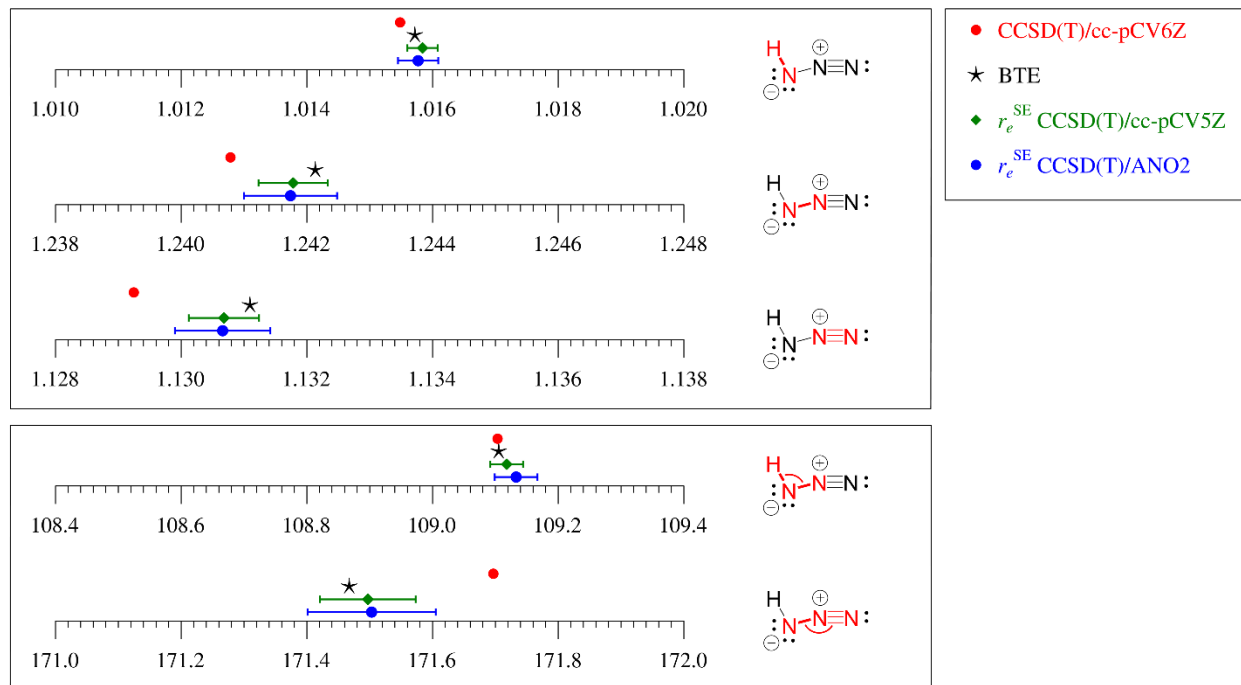 H
N N≡N
1.010 1.012 1.014 1.016 1.018 1.020
H
N N≡N
1.238 1.240 1.242 1.244 1.246 1.248
H
N N=N
1.128 1.130 1.132 1.134 1.136 1.138
H
N N≡N
108.4 108.6 108.8 109.0 109.2 109.4
H
N N≡N
171.0 171.2 171.4 171.6 171.8 172.0
CCSD(T)/cc-pCV6Z
BTE
rₑ^SE CCSD(T)/cc-pCV5Z
rₑ^SE CCSD(T)/ANO2